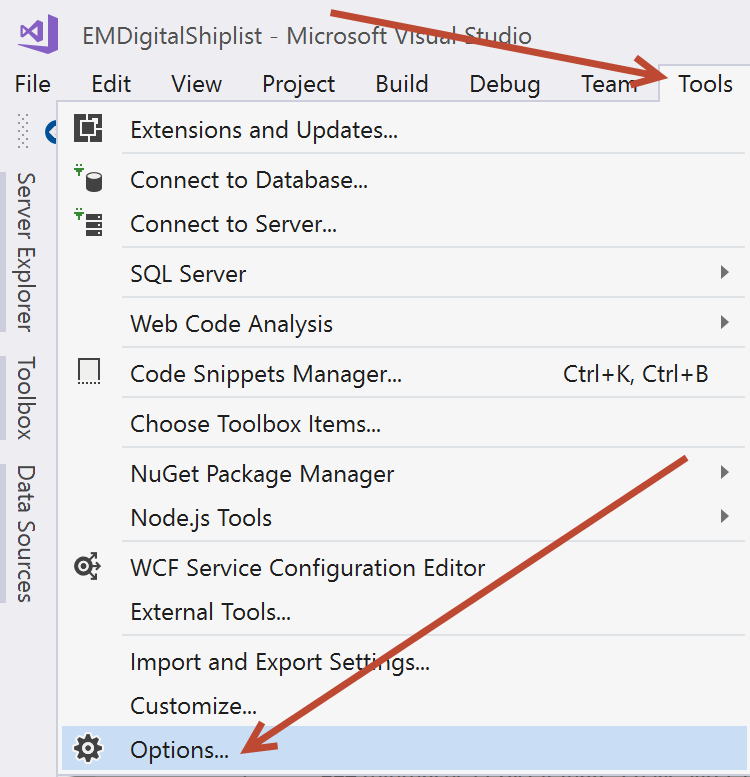 EMDigitalShiplist - Microsoft Visual Studio
File Edit View Project Build Debug Team Tools
Extensions and Updates...
Connect to Database...
Connect to Server...
SQL Server
Web Code Analysis
Code Snippets Manager... Ctrl+K, Ctrl+B
Choose Toolbox Items...
NuGet Package Manager
Node.js Tools
WCF Service Configuration Editor
External Tools...
Import and Export Settings...
Customize...
Options...
Server Explorer
Toolbox
Data Sources